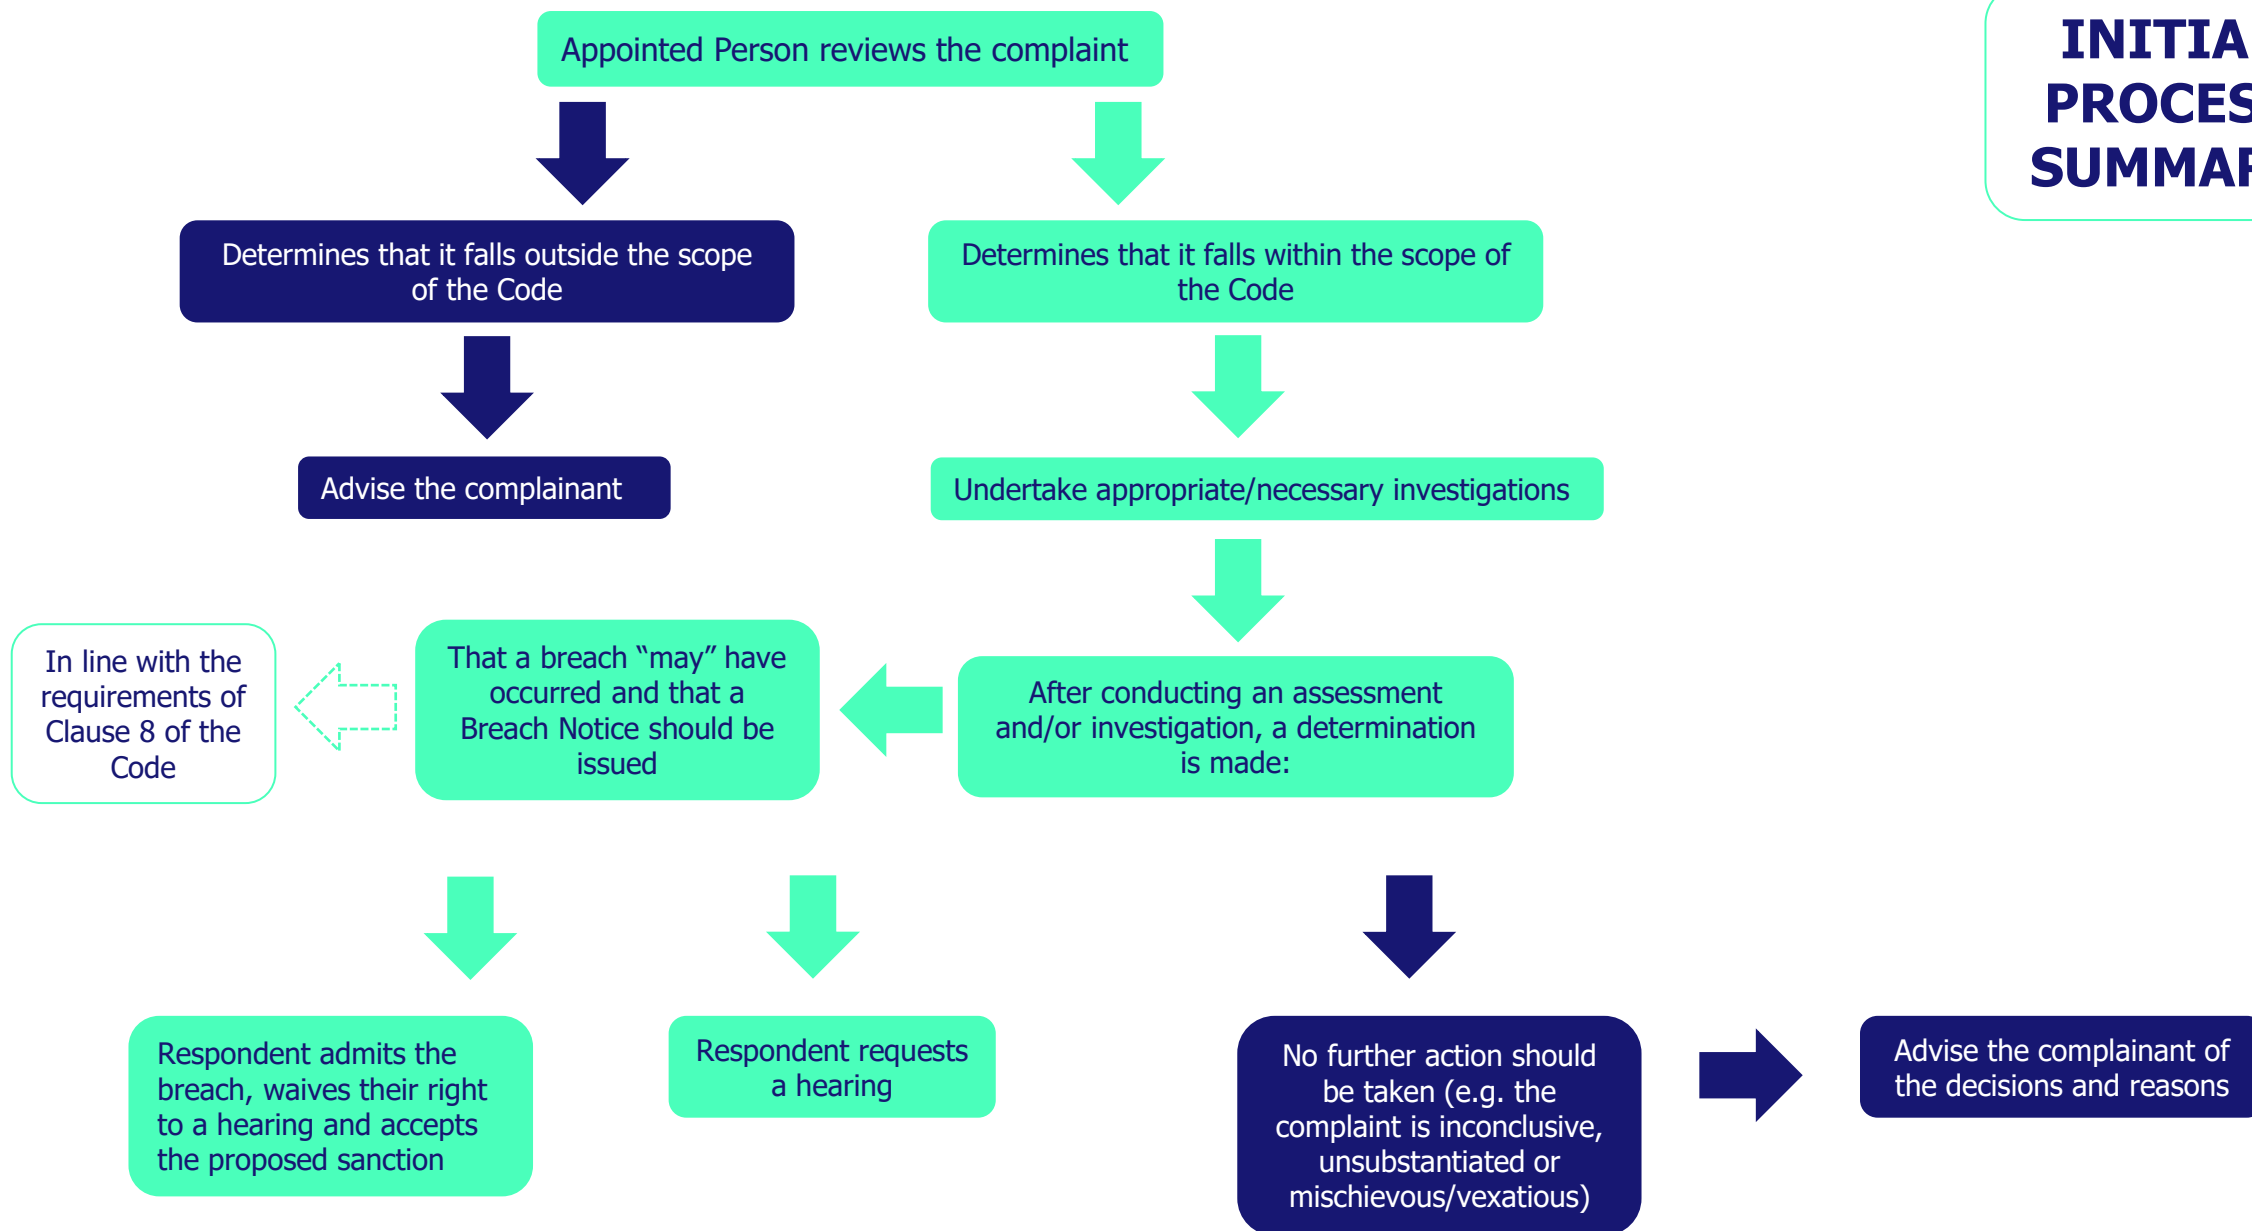 Appointed Person reviews the complaint
INITIA
PROCES
SUMMAR
Determines that it falls outside the scope
of the Code
Determines that it falls within the scope of
the Code
Advise the complainant
Undertake appropriate/necessary investigations
In line with the
requirements of
Clause 8 of the
Code
That a breach “may” have
occurred and that a
Breach Notice should be
issued
After conducting an assessment
and/or investigation, a determination
is made:
Respondent admits the
breach, waives their right
to a hearing and accepts
the proposed sanction
Respondent requests
a hearing
No further action should
be taken (e.g. the
complaint is inconclusive,
unsubstantiated or
mischievous/vexatious)
Advise the complainant of
the decisions and reasons